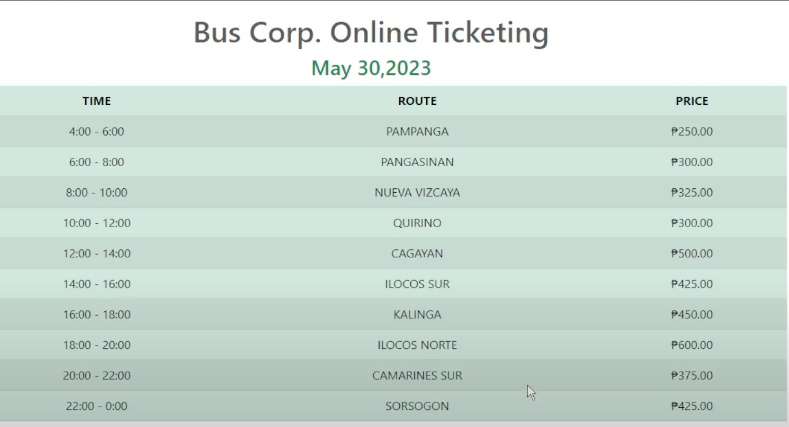 Bus Corp. Online Ticketing
May 30,2023
TIME ROUTE PRICE
4:00 - 6:00 PAMPANGA ₱250.00
6:00 - 8:00 PANGASINAN ₱300.00
8:00 - 10:00 NUEVA VIZCAYA ₱325.00
10:00 - 12:00 QUIRINO ₱300.00
12:00 - 14:00 CAGAYAN ₱500.00
14:00 - 16:00 ILOCOS SUR ₱425.00
16:00 - 18:00 KALINGA ₱450.00
18:00 - 20:00 ILOCOS NORTE ₱600.00
20:00 - 22:00 CAMARINES SUR ₱375.00
22:00 - 0:00 SORSOGON ₱425.00